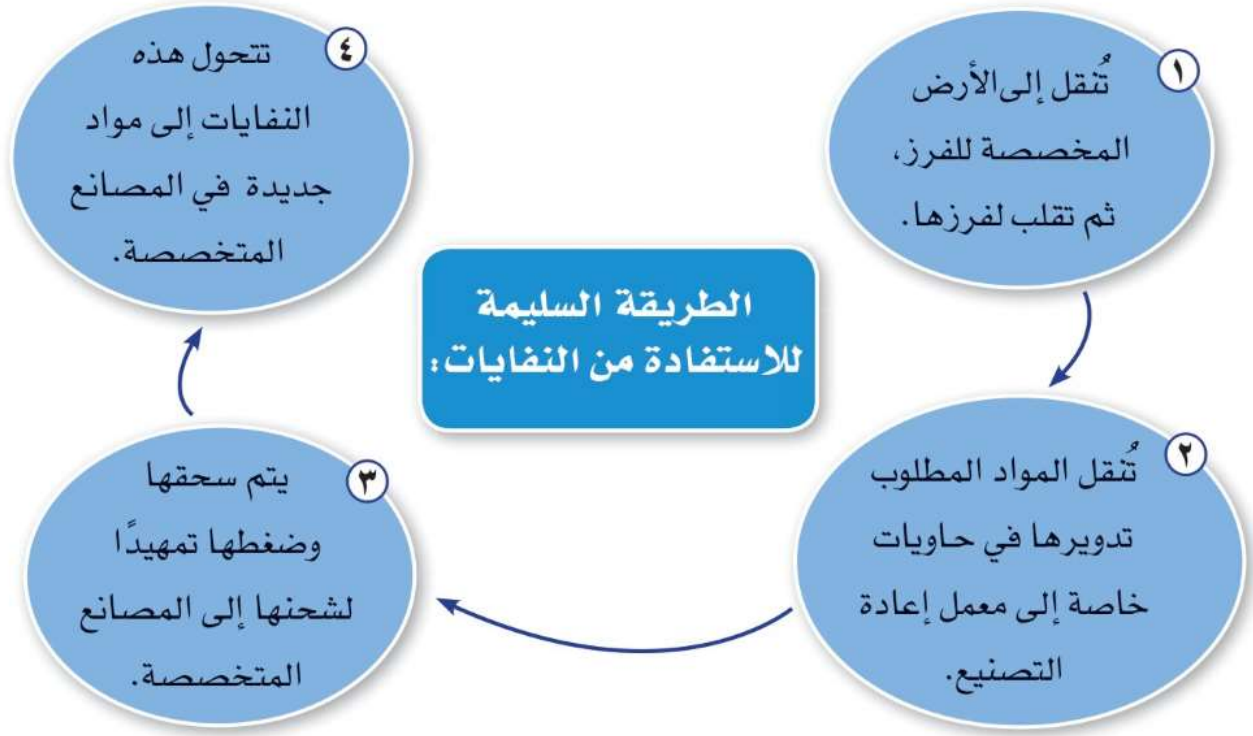 الطريقة السليمة
للاستفادة من النفايات:
١
تُنقل إلى الأرض
المخصصة للفرز،
ثم تقلب لفرزها.
٢
تُنقل المواد المطلوب
تدويرها في حاويات
خاصة إلى معمل إعادة
التصنيع.
٣
يتم سحقها
وضغطها تمهيدًا
لشحنها إلى المصانع
المتخصصة.
٤
تتحول هذه
النفايات إلى مواد
جديدة في المصانع
المتخصصة.